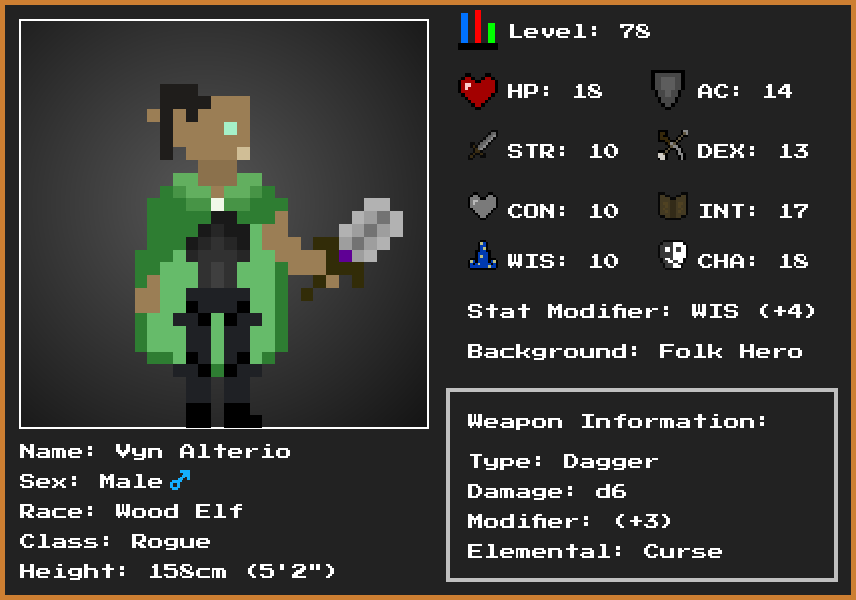 Level: 78
HP: 18
AC: 14
STR: 10
DEX: 13
CON: 10
INT: 17
WIS: 10
CHA: 18
Stat Modifier: WIS (+4)
Background: Folk Hero
Weapon Information:
Type: Dagger
Damage: d6
Modifier: (+3)
Elemental: Curse
Name: Vyn Alterio
Sex: Male♂
Race: Wood Elf
Class: Rogue
Height: 158cm (5'2")